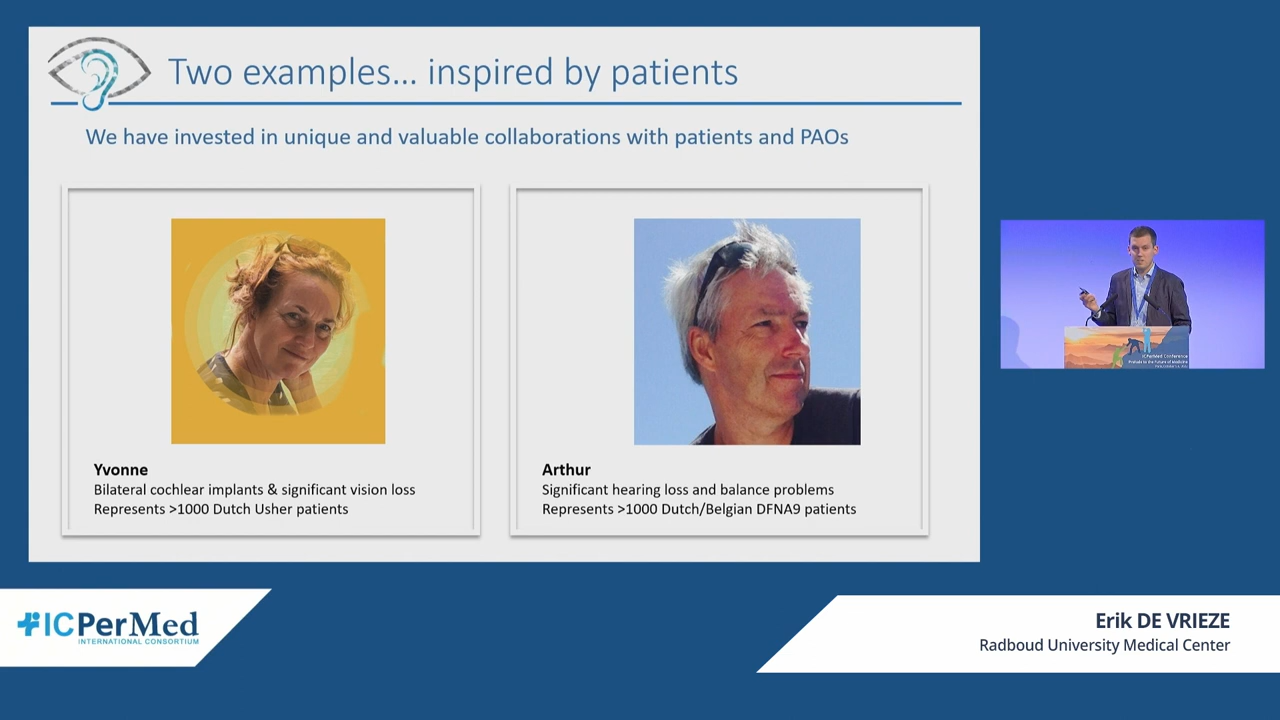 Two examples... inspired by patients
We have invested in unique and valuable collaborations with patients and PAOs
Yvonne
Bilateral cochlear implants & significant vision loss
Represents >1000 Dutch Usher patients
Arthur
Significant hearing loss and balance problems
Represents >1000 Dutch/Belgian DFNA9 patients
ICPerMed Conference
ICPerMed
INTERNATIONAL CONSORTIUM
Erik DE VRIEZE
Radboud University Medical Center